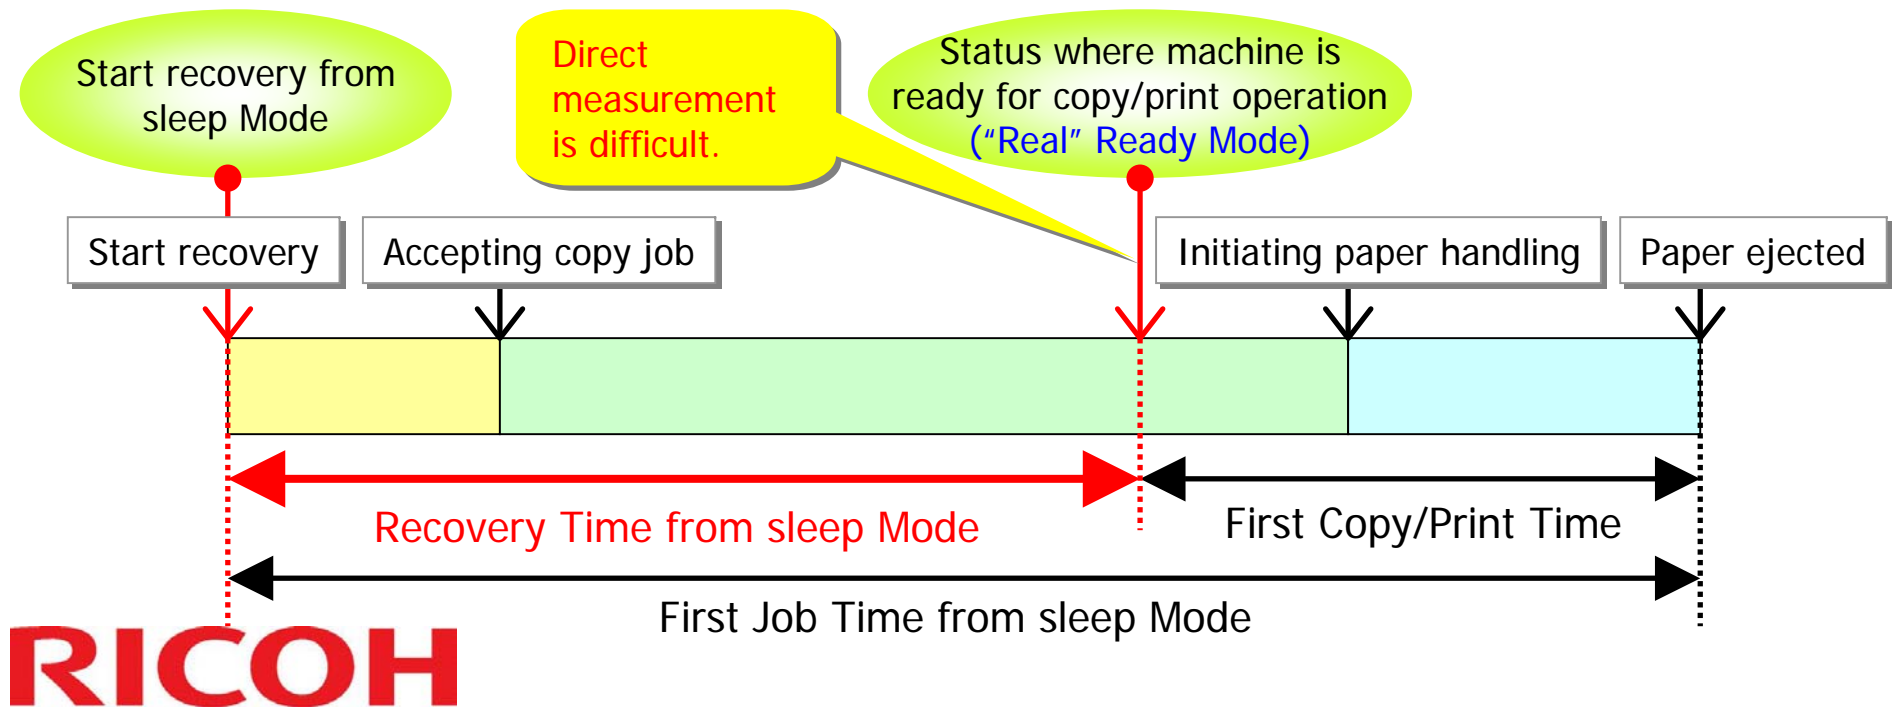 Start recovery from
sleep Mode
Direct
measurement
is difficult.
Status where machine is
ready for copy/print operation
(“Real” Ready Mode)
Start recovery
Accepting copy job
Initiating paper handling
Paper ejected
Recovery Time from sleep Mode
First Copy/Print Time
First Job Time from sleep Mode
RICOH